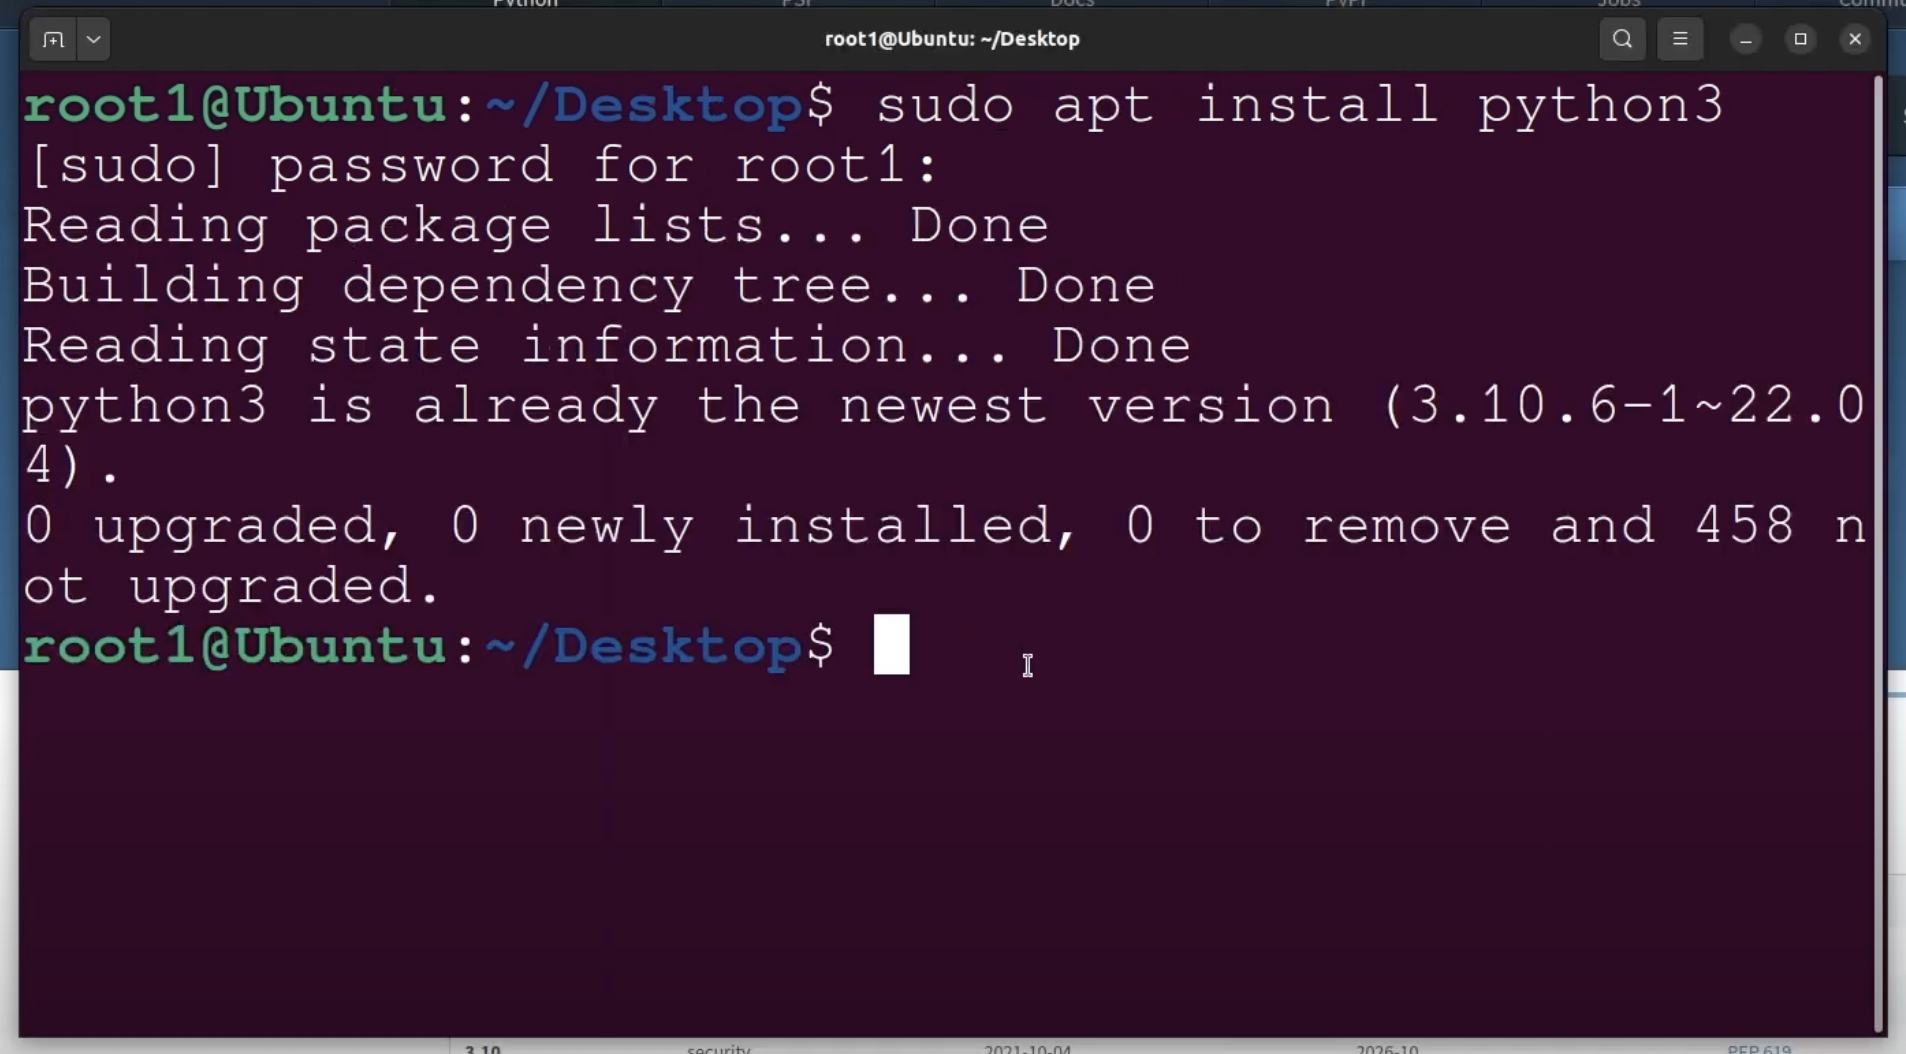 Python PSF Docs PyPI Jobs
root1@Ubuntu: ~/Desktop
root1@Ubuntu:~/Desktop$ sudo apt install python3
[sudo] password for root1:
Reading package lists... Done
Building dependency tree... Done
Reading state information... Done
python3 is already the newest version (3.10.6-1~22.0
4).
0 upgraded, 0 newly installed, 0 to remove and 458 n
ot upgraded.
root1@Ubuntu:~/Desktop$
3.10 security 2021-10-04 2026-10 PEP 619